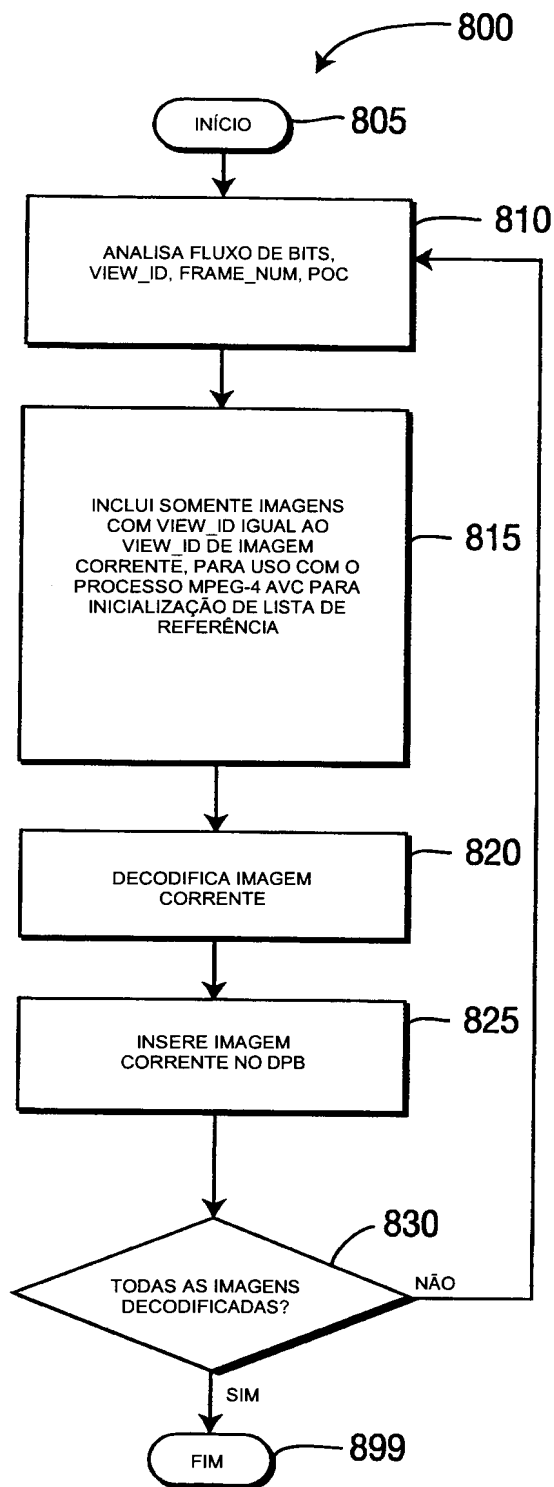 800
INÍCIO
805
810
ANALISA FLUXO DE BITS,
VIEW_ID, FRAME_NUM, POC
INCLUI SOMENTE IMAGENS
COM VIEW_ID IGUAL AO
VIEW_ID DE IMAGEM
CORRENTE, PARA USO COM O
PROCESSO MPEG-4 AVC PARA
INICIALIZAÇÃO DE LISTA DE
REFERÊNCIA
815
820
DECODIFICA IMAGEM
CORRENTE
825
INSERE IMAGEM
CORRENTE NO DPB
830
TODAS AS IMAGENS
DECODIFICADAS?
NÃO
SIM
FIM
899